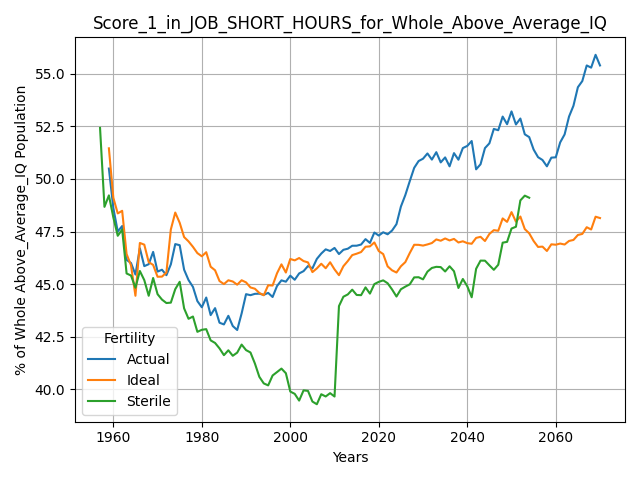 Score_1_in_JOB_SHORT_HOURS_for_Whole_Above_Average_IQ
% of Whole Above_Average_IQ Population
55.0
52.5
50.0
47.5
45.0
42.5
40.0
Fertility
Actual
Ideal
Sterile
1960 1980 2000 2020 2040 2060
Years